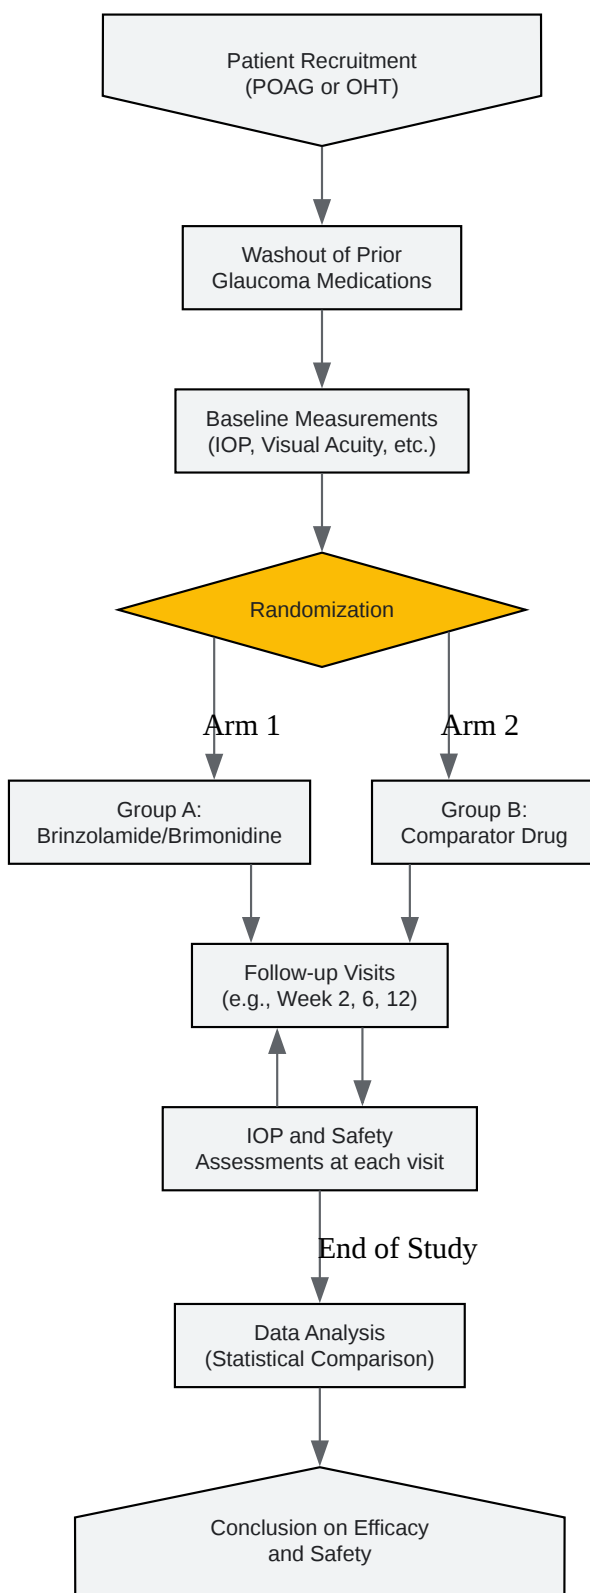 Patient Recruitment
(POAG or OHT)
Washout of Prior
Glaucoma Medications
Baseline Measurements
(IOP, Visual Acuity, etc.)
Randomization
Arm 1
Arm 2
Group A:
Brinzolamide/Brimonidine
Group B:
Comparator Drug
Follow-up Visits
(e.g., Week 2, 6, 12)
IOP and Safety
Assessments at each visit
End of Study
Data Analysis
(Statistical Comparison)
Conclusion on Efficacy
and Safety